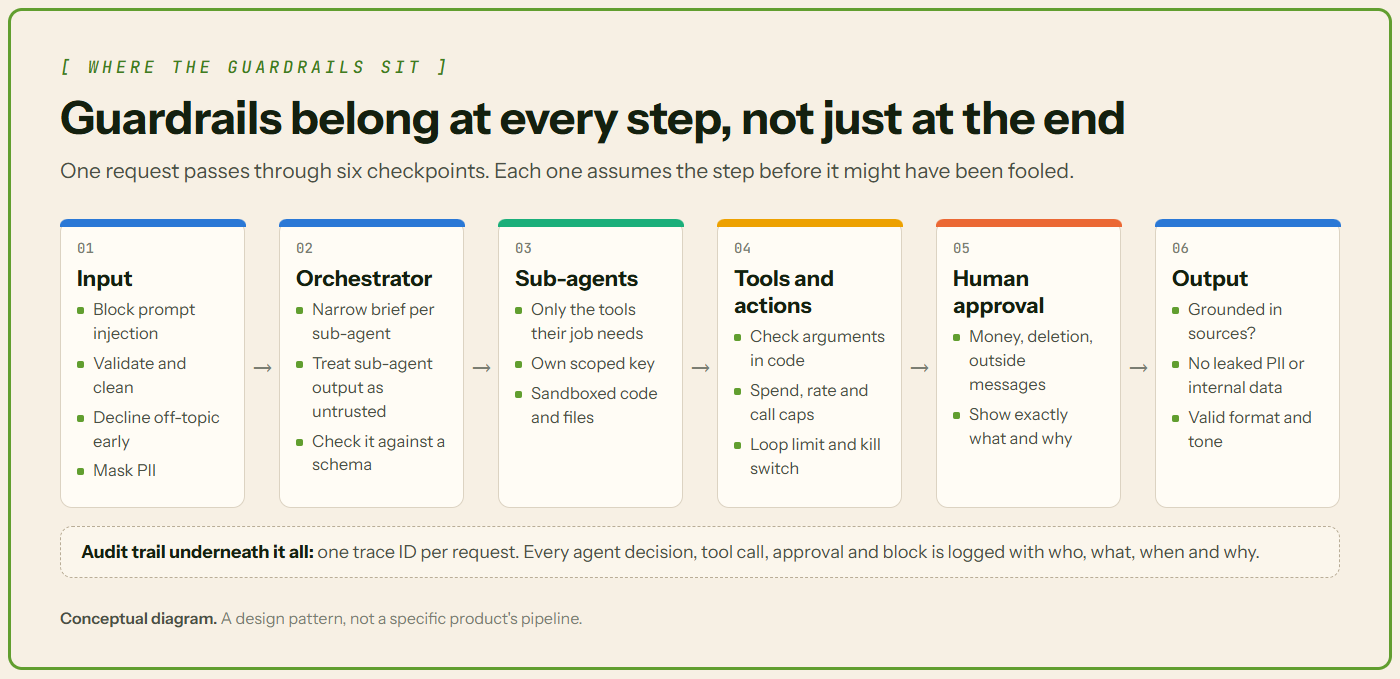 [ WHERE THE GUARDRAILS SIT ]
Guardrails belong at every step, not just at the end
One request passes through six checkpoints. Each one assumes the step before it might have been fooled.
01
Input
Block prompt
injection
Validate and
clean
Decline off-topic
early
Mask PII
→
02
Orchestrator
Narrow brief per
sub-agent
Treat sub-agent
output as
untrusted
Check it against a
schema
→
03
Sub-agents
Only the tools
their job needs
Own scoped key
Sandboxed code
and files
→
04
Tools and
actions
Check arguments
in code
Spend, rate and
call caps
Loop limit and kill
switch
→
05
Human
approval
Money, deletion,
outside
messages
Show exactly
what and why
→
06
Output
Grounded in
sources?
No leaked PII or
internal data
Valid format and
tone
Audit trail underneath it all: one trace ID per request. Every agent decision, tool call, approval and block is logged with who, what, when and why.
Conceptual diagram. A design pattern, not a specific product's pipeline.